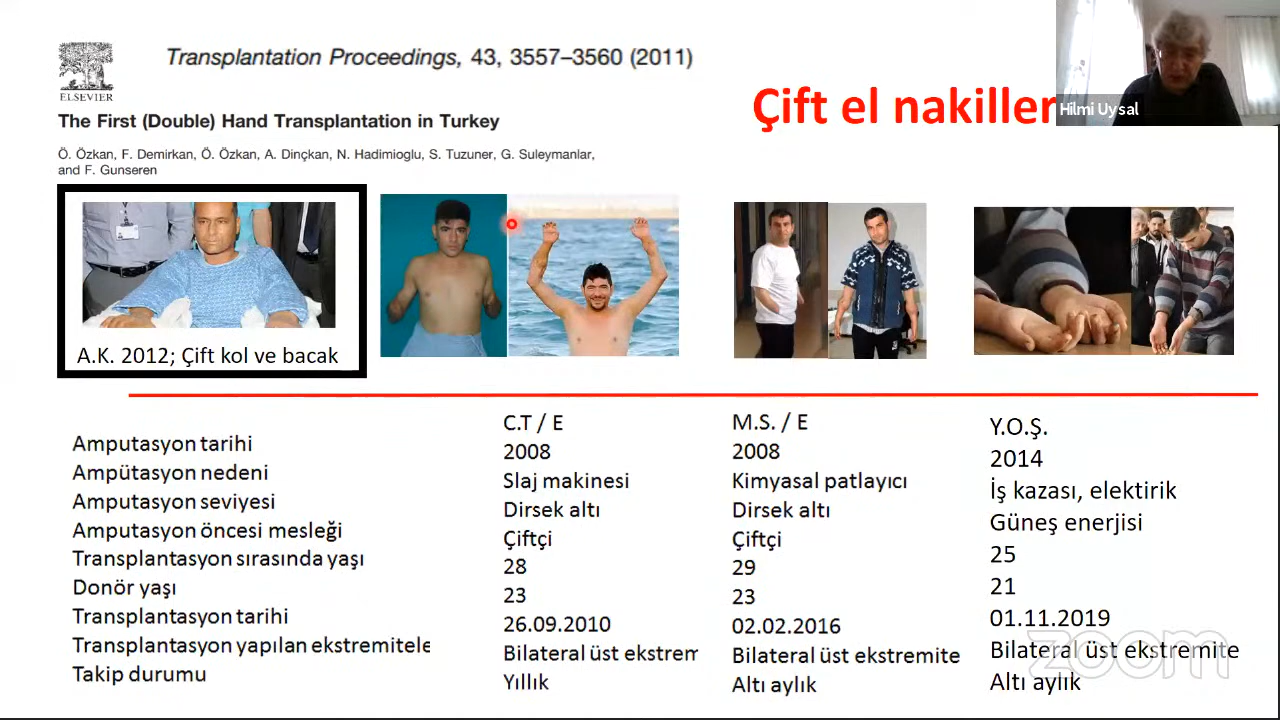 ELSEVIER
Transplantation Proceedings, 43, 3557–3560 (2011)
Çift el nakiller
Hilmi Uysal
The First (Double) Hand Transplantation in Turkey
Ö. Özkan, F. Demirkan, Ö. Özkan, A. Dinçkan, N. Hadimioglu, S. Tuzuner, G. Suleymanlar,
and F. Gunseren
A.K. 2012; Çift kol ve bacak
Amputasyon tarihi
Ampütasyon nedeni
Amputasyon seviyesi
Amputasyon öncesi mesleği
Transplantasyon sırasında yaşı
Donör yaşı
Transplantasyon tarihi
Transplantasyon yapılan ekstremitele
Takip durumu
C.T / E
2008
Slaj makinesi
Dirsek altı
Çiftçi
28
23
26.09.2010
Bilateral üst ekstrem
Yıllık
M.S. / E
2008
Kimyasal patlayıcı
Dirsek altı
Çiftçi
29
23
02.02.2016
Bilateral üst ekstremite
Altı aylık
Y.O.Ş.
2014
İş kazası, elektirik
Güneş enerjisi
25
21
01.11.2019
Bilateral üst ekstremite
Altı aylık
zoom